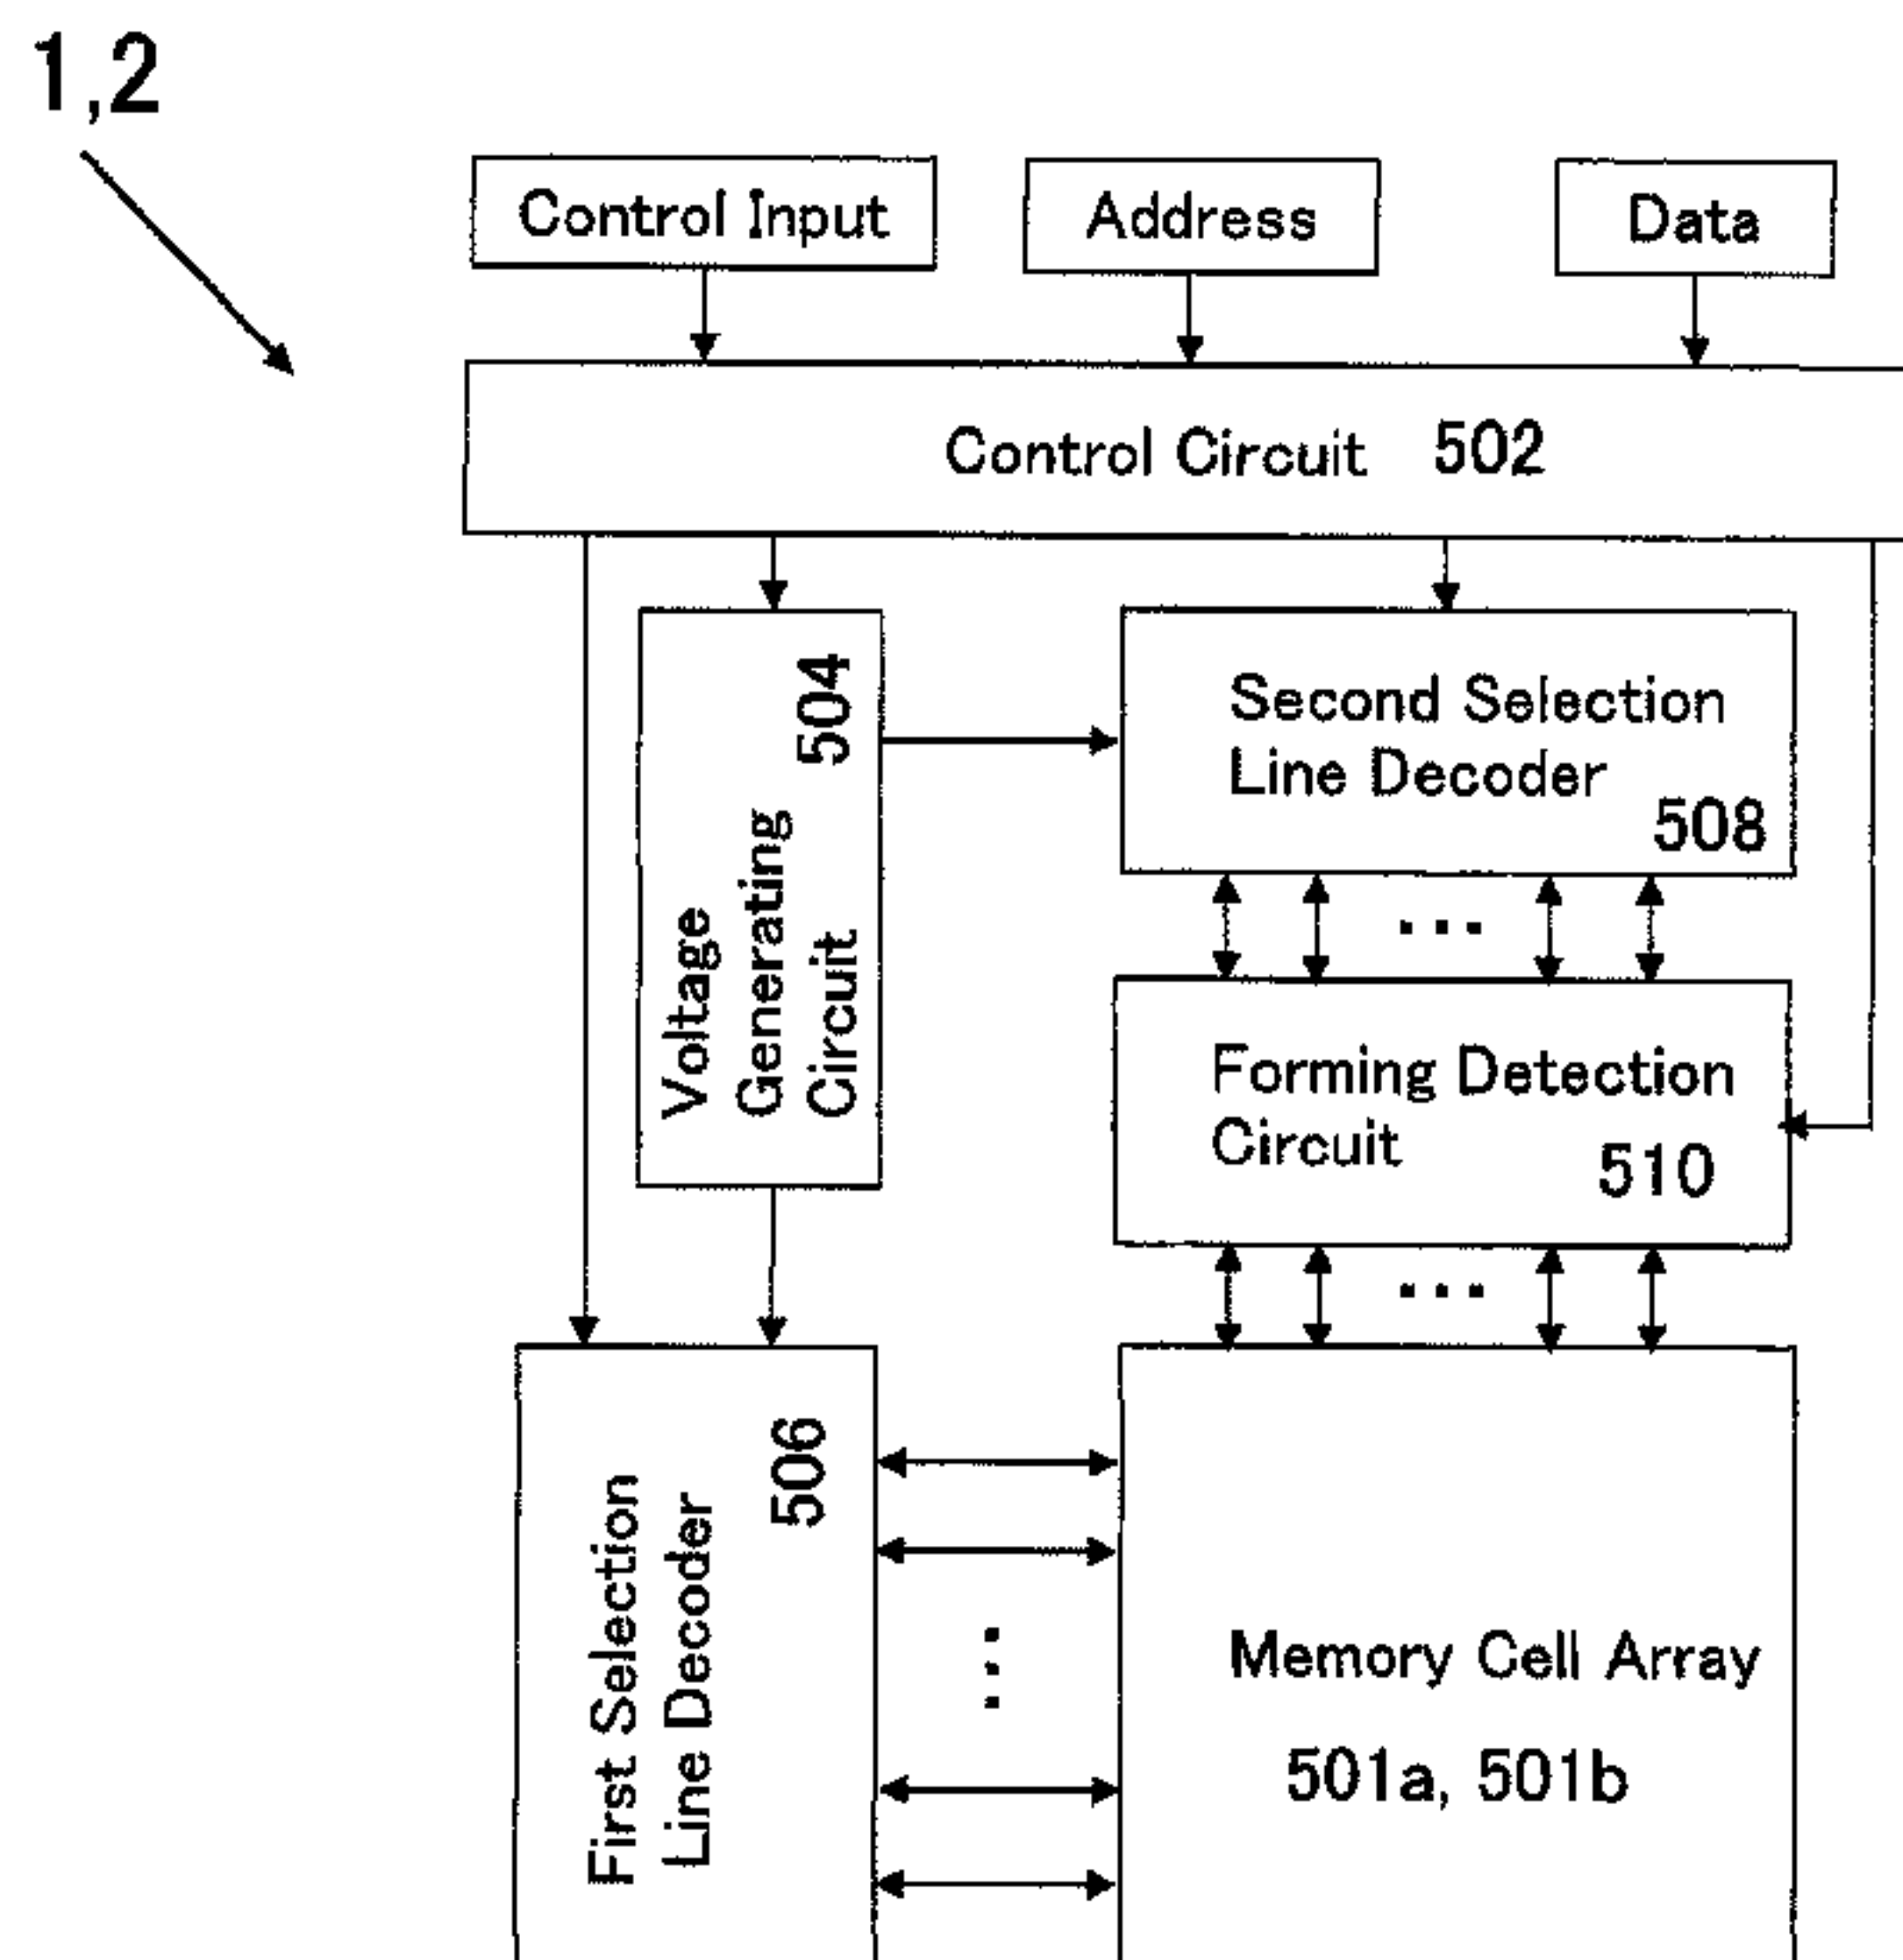 1,2
Control Input
Address
Data
Control Circuit 502
Voltage
Generating
Circuit
504
Second Selection
Line Decoder
508
Forming Detection
Circuit
510
First Selection
Line Decoder
506
Memory Cell Array
501a, 501b